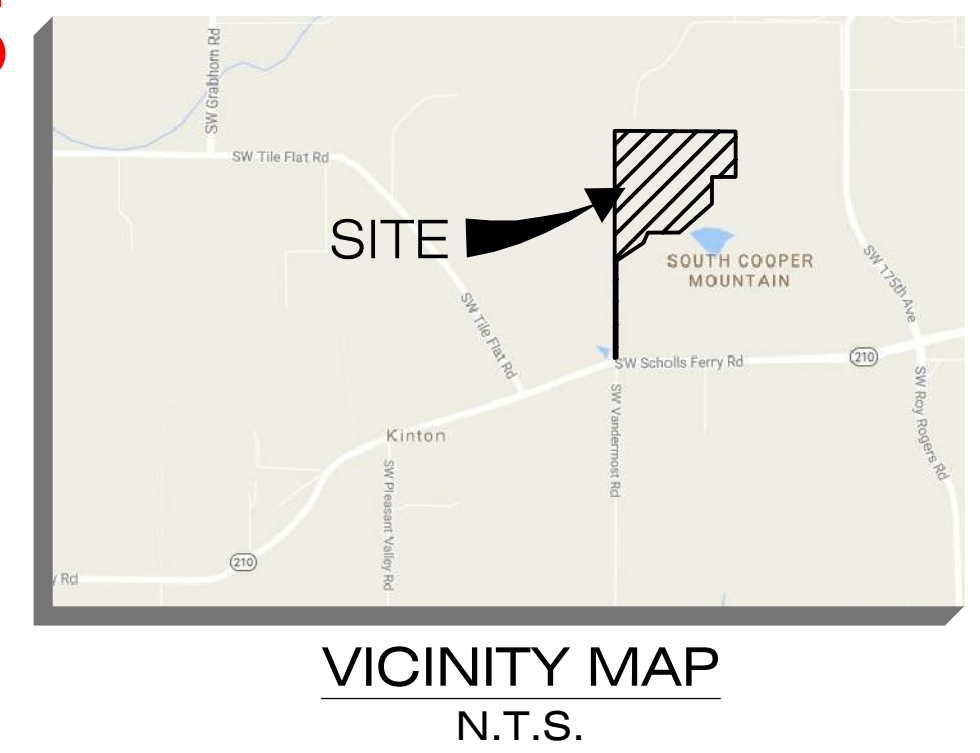 SW Grabhorn Rd
SW Tile Flat Rd
SITE
SOUTH COOPER
MOUNTAIN
SW 175th Ave
SW Tile Flat Rd
SW Scholls Ferry Rd
210
SW Vandermost Rd
SW Roy Rogers Rd
Kinton
SW Pleasant Valley Rd
210
Rd
VICINITY MAP
N.T.S.